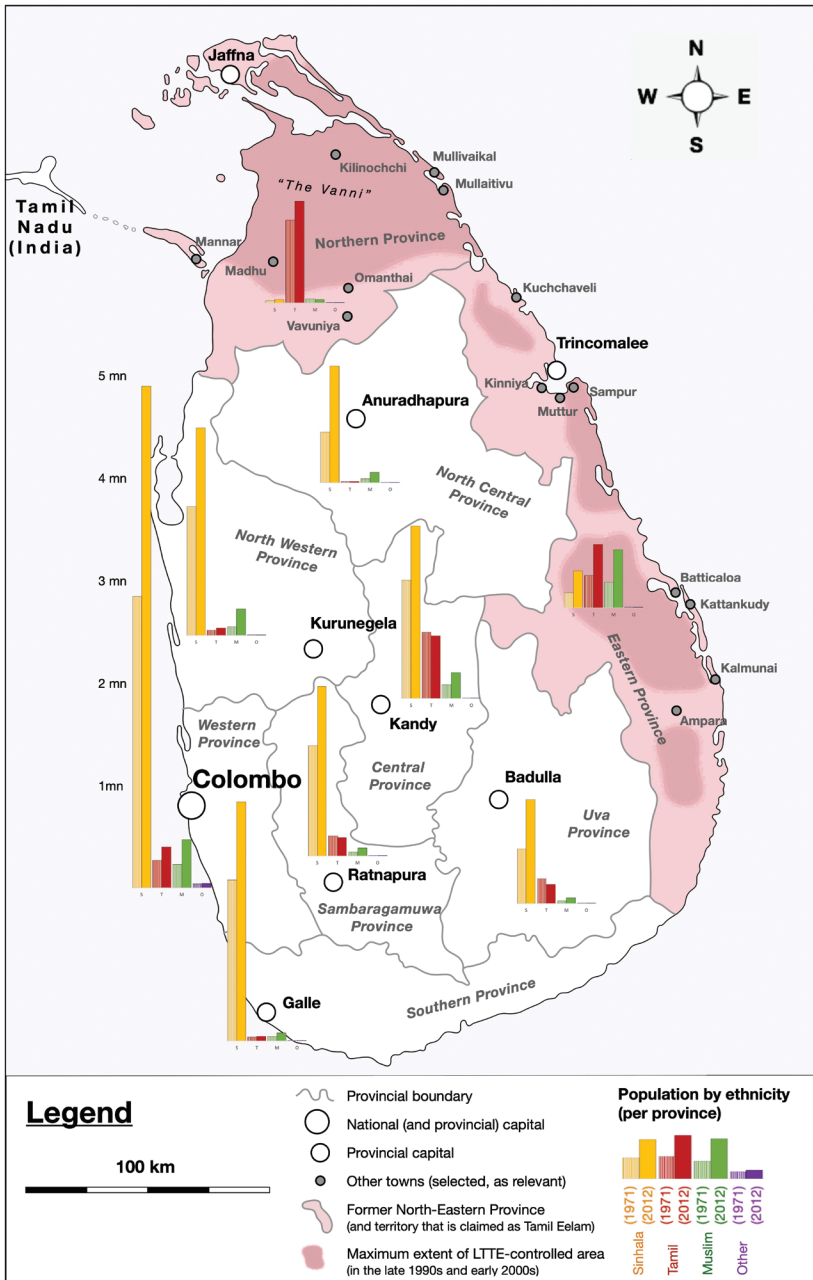 Jaffna
N
W
E
S
Kilinochchi
Mullivaikal
Mullaitivu
"The Vanni"
Tamil
Nadu
(India)
Mannar
Northern Province
Madhu
Omanthai
Kuchchaveli
S T M O
Vavuniya
Trincomalee
5 mn
Kinniya
Sampur
Muttur
Anuradhapura
4 mn
S T M O
North Central
Province
North Western
Province
3 mn
Batticaloa
Kattankudy
S T M O
Kurunegela
S T M O
Eastern Province
Kalmunai
2 mn
S T M O
Kandy
Ampara
Western
Province
Central
Province
Colombo
1mn
Badulla
Uva
Province
S T M O
Ratnapura
S T M O
S T M O
Sambaragamuwa
Province
Southern Province
Galle
S T M O
Legend
100 km
Provincial boundary
National (and provincial) capital
Provincial capital
Other towns (selected, as relevant)
Former North-Eastern Province
(and territory that is claimed as Tamil Eelam)
Maximum extent of LTTE-controlled area
(in the late 1990s and early 2000s)
Population by ethnicity
(per province)
(1971)
(2012)
(1971)
(2012)
(1971)
(2012)
(1971)
(2012)
Sinhala
Tamil
Muslim
Other